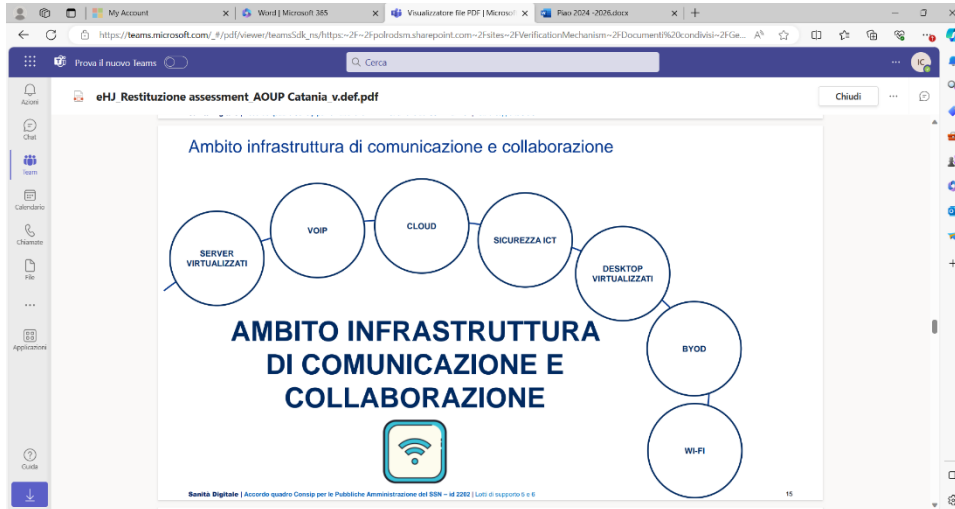 My Account
Word | Microsoft 365
Visualizzatore file PDF | Microsof
Piao 2024 -2026.docx
https://teams.microsoft.com/_#/pdf/viewer/teamsSdk_ns/https:~2F~2Fpolrodsm.sharepoint.com~2Fsites~2FVerificationMechanism~2FDocumenti%20condivisi~2FGe...
Prova il nuovo Teams
Cerca
IC
eHJ_Restituzione assessment_AOUP Catania_v.def.pdf
Chiudi
Azioni
Chat
Team
Calendario
Chiamate
File
Applicazioni
Guida
Ambito infrastruttura di comunicazione e collaborazione
SERVER
VIRTUALIZZATI
VOIP
CLOUD
SICUREZZA ICT
DESKTOP
VIRTUALIZZATI
BYOD
WI-FI
AMBITO INFRASTRUTTURA
DI COMUNICAZIONE E
COLLABORAZIONE
Sanità Digitale | Accordo quadro Consip per le Pubbliche Amministrazione del SSN – id 2202 | Lotti di supporto 5 e 6
15